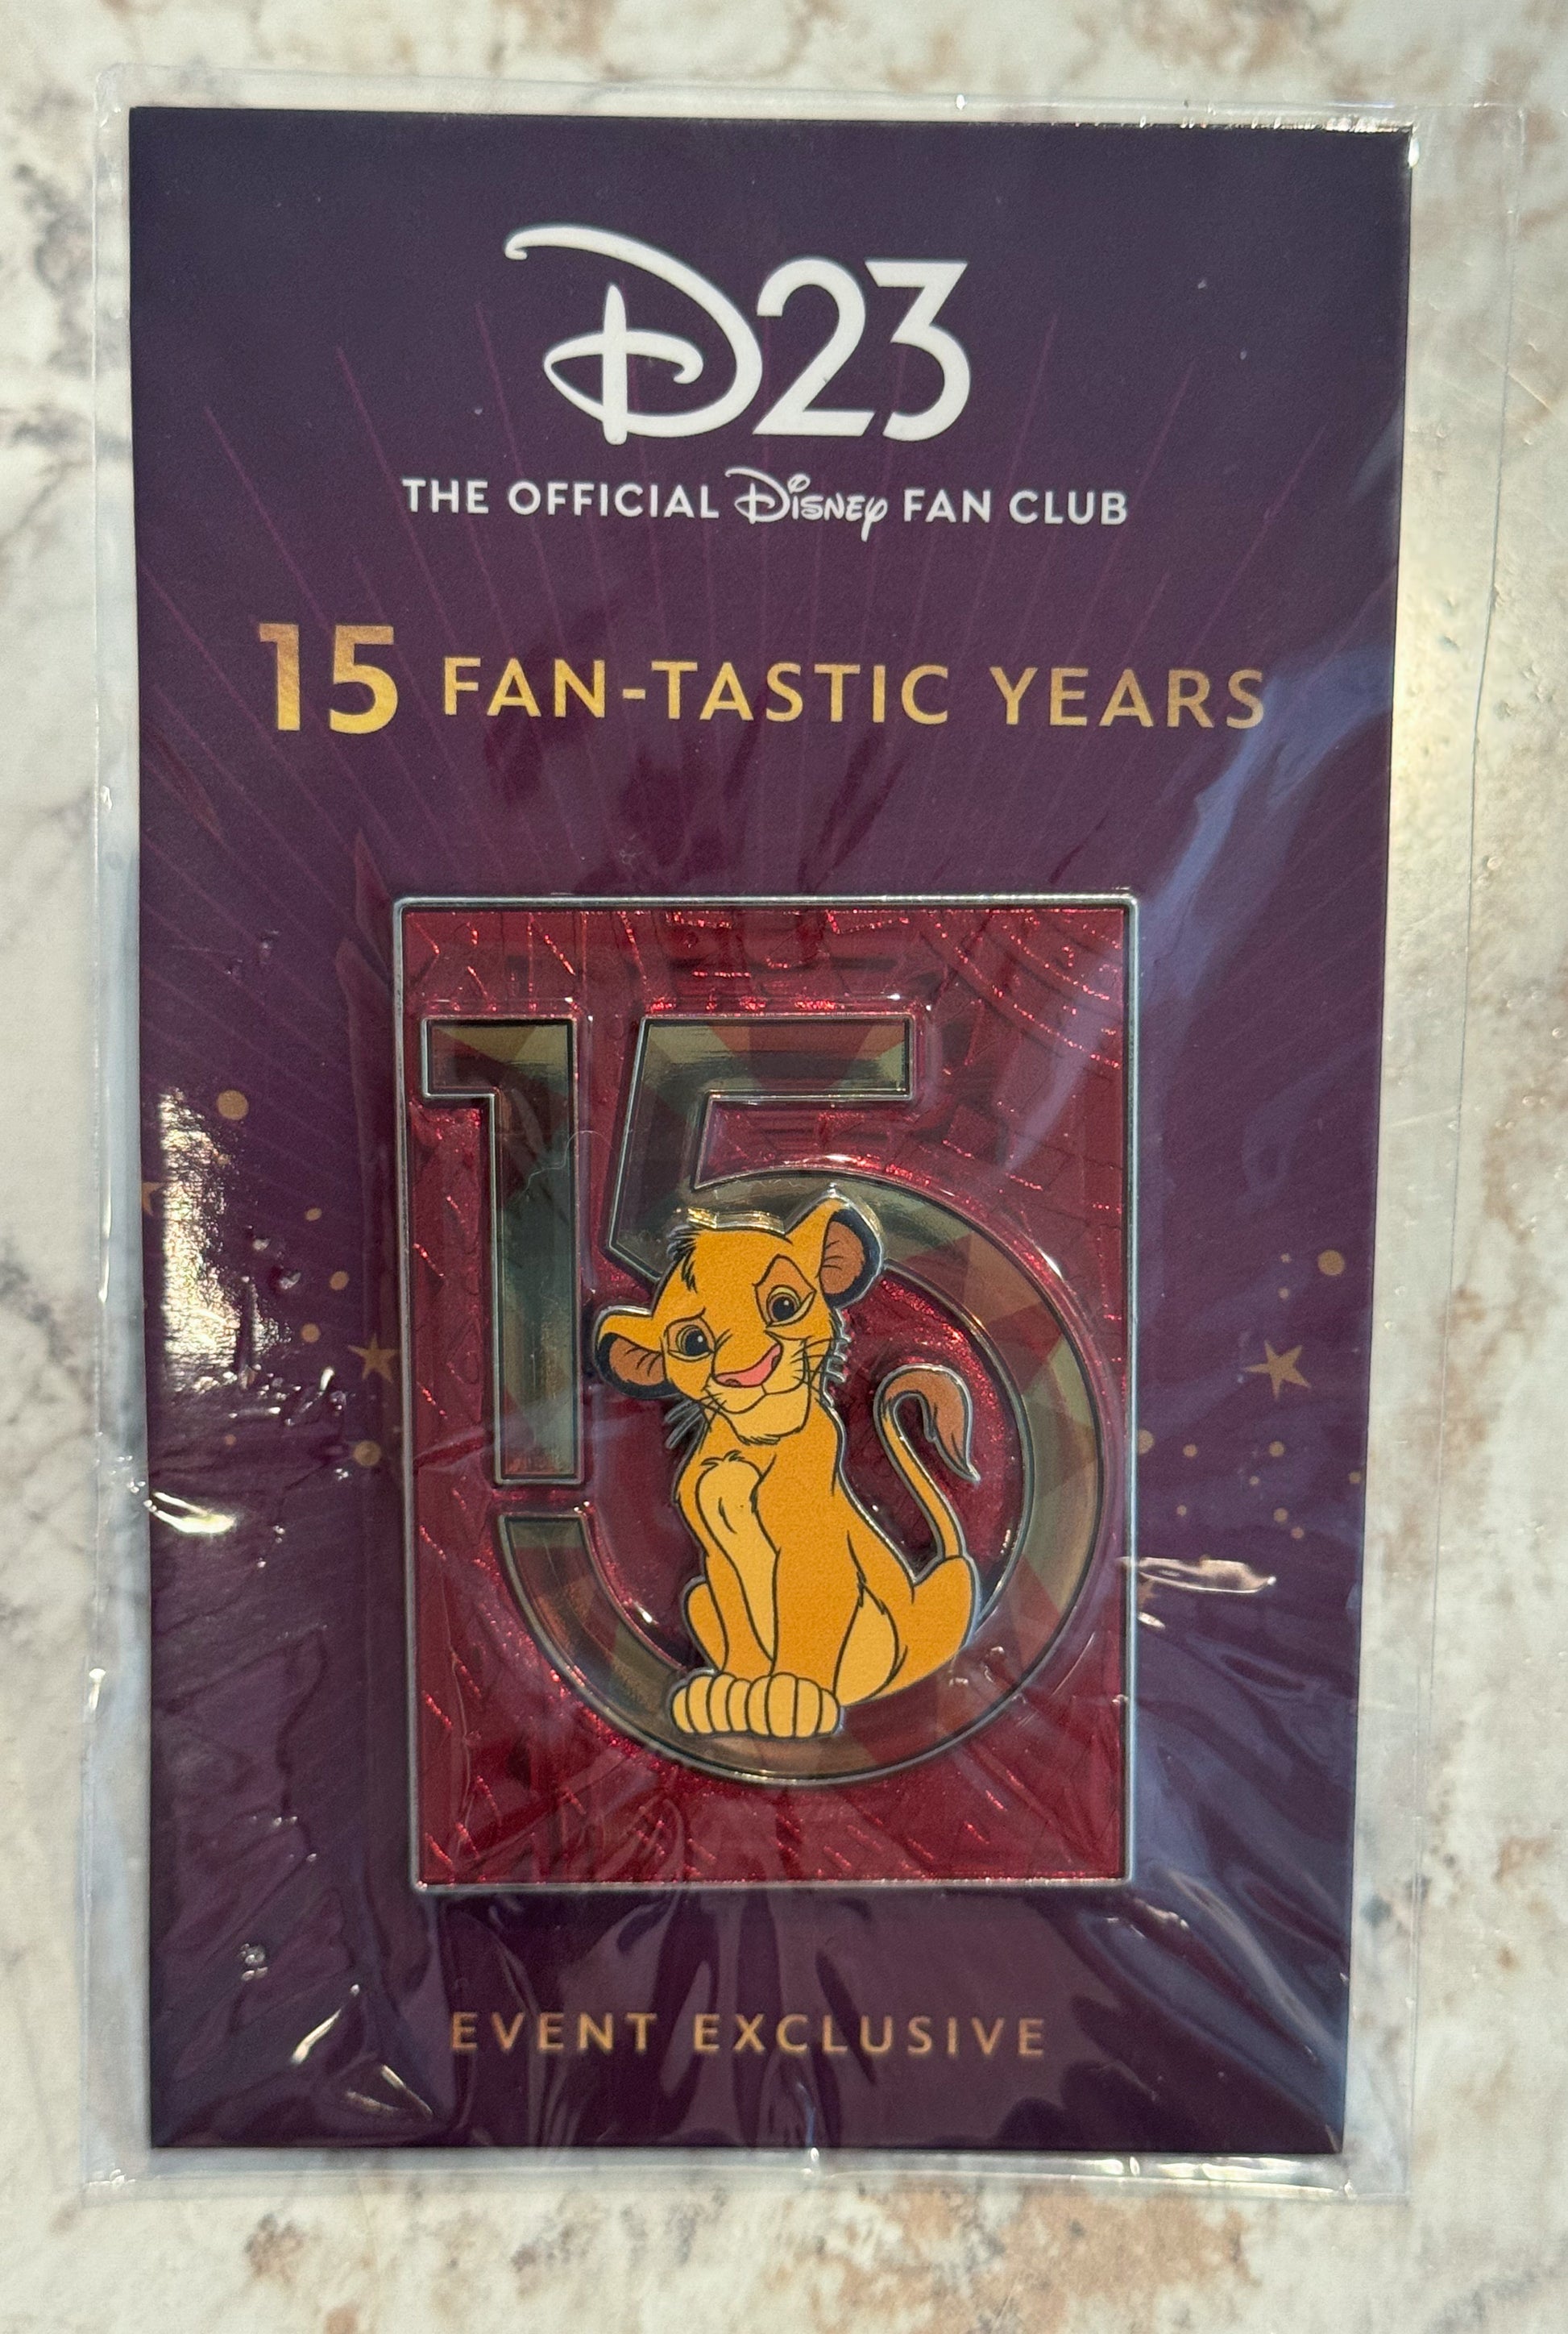 D23
THE OFFICIAL Disney FAN CLUB
15 FAN-TASTIC YEARS
15
EVENT EXCLUSIVE